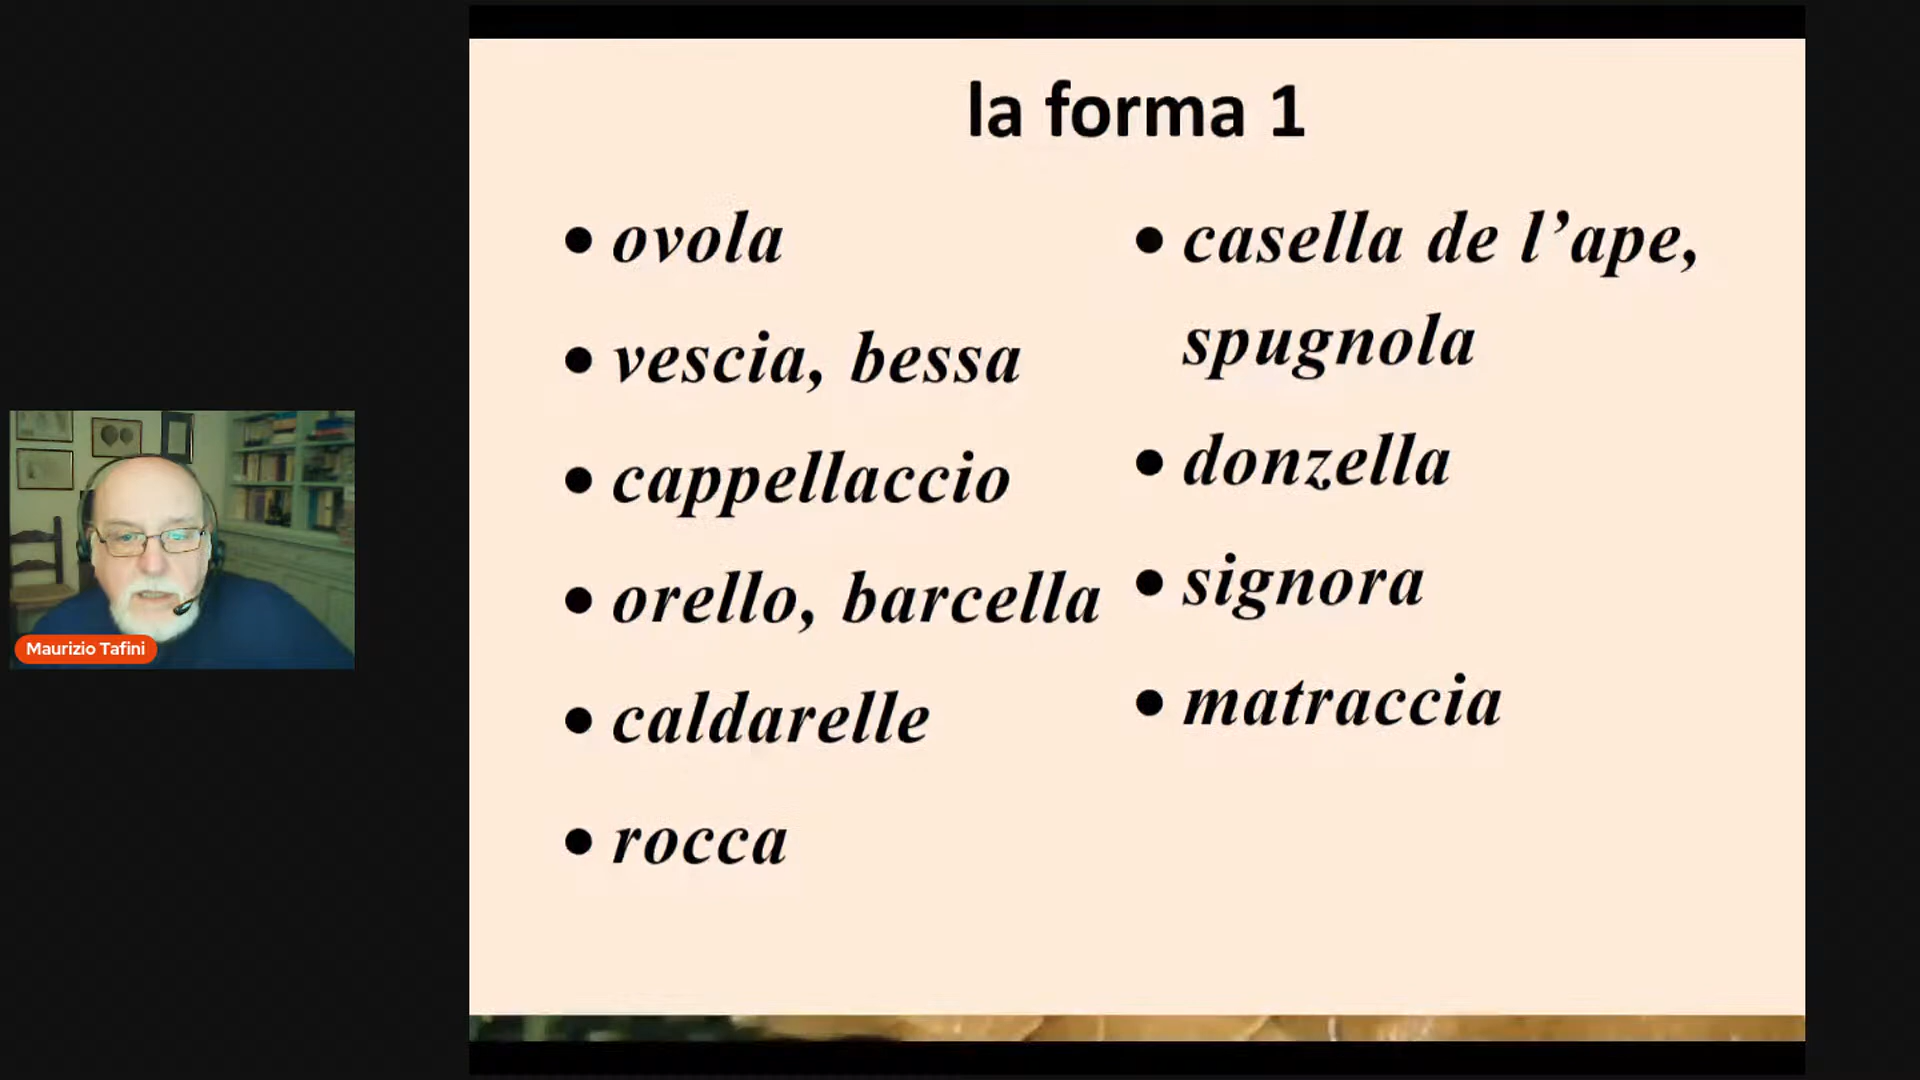 la forma 1
• ovola
• vescia, bessa
• cappellaccio
• orello, barcella
• caldarelle
• rocca
• casella de l’ape,
spugnola
• donzella
• signora
• matraccia
Maurizio Tafini